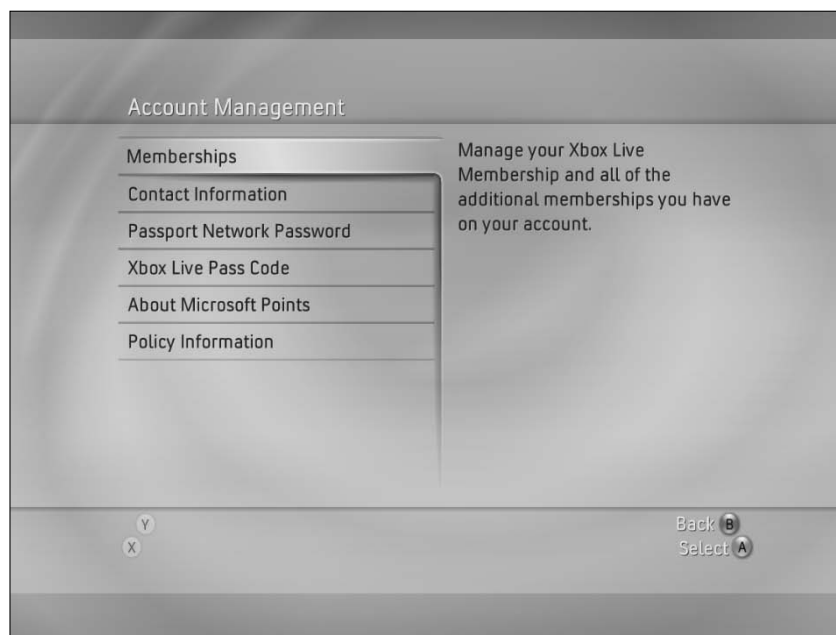 Account Management
Memberships
Contact Information
Passport Network Password
Xbox Live Pass Code
About Microsoft Points
Policy Information
Manage your Xbox Live
Membership and all of the
additional memberships you have
on your account.
Y
X
Back B
Select A